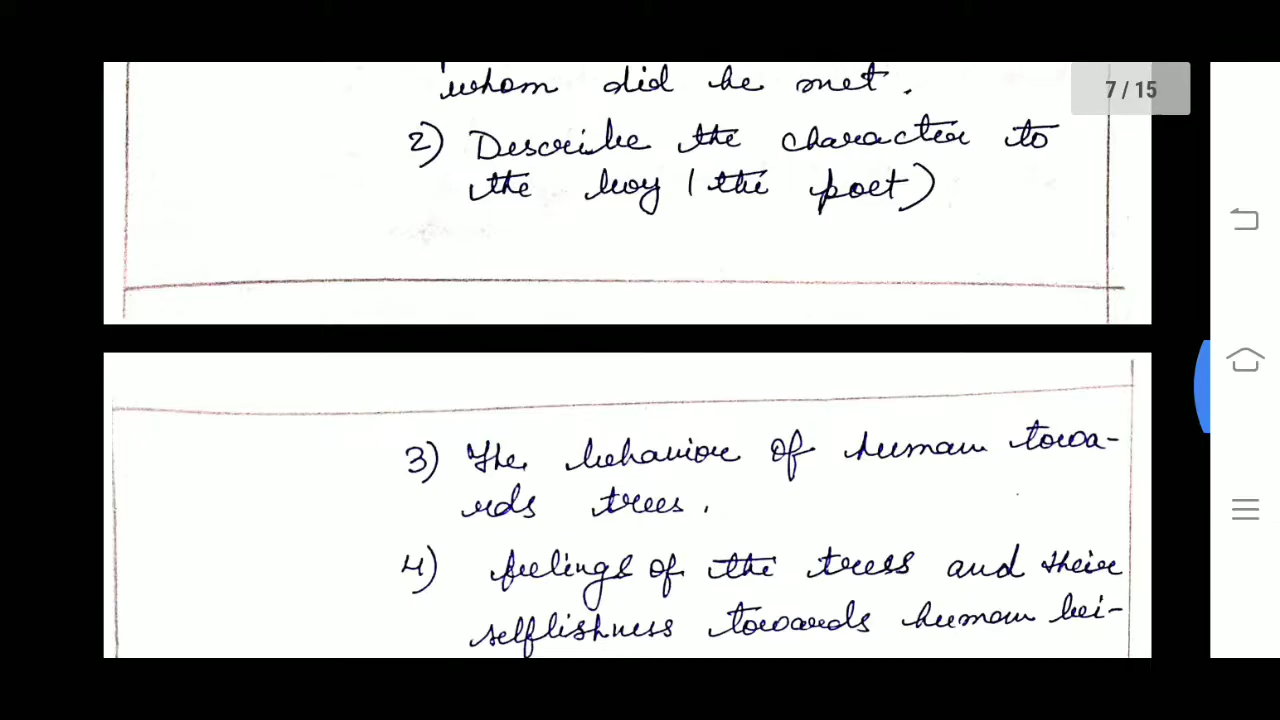 whom did he met.
7 / 15
2) Describe the character to
the boy (the poet)
3) The behaviour of human towa-
rds trees.
4) feelings of the trees and their
selflishness towards human bei-